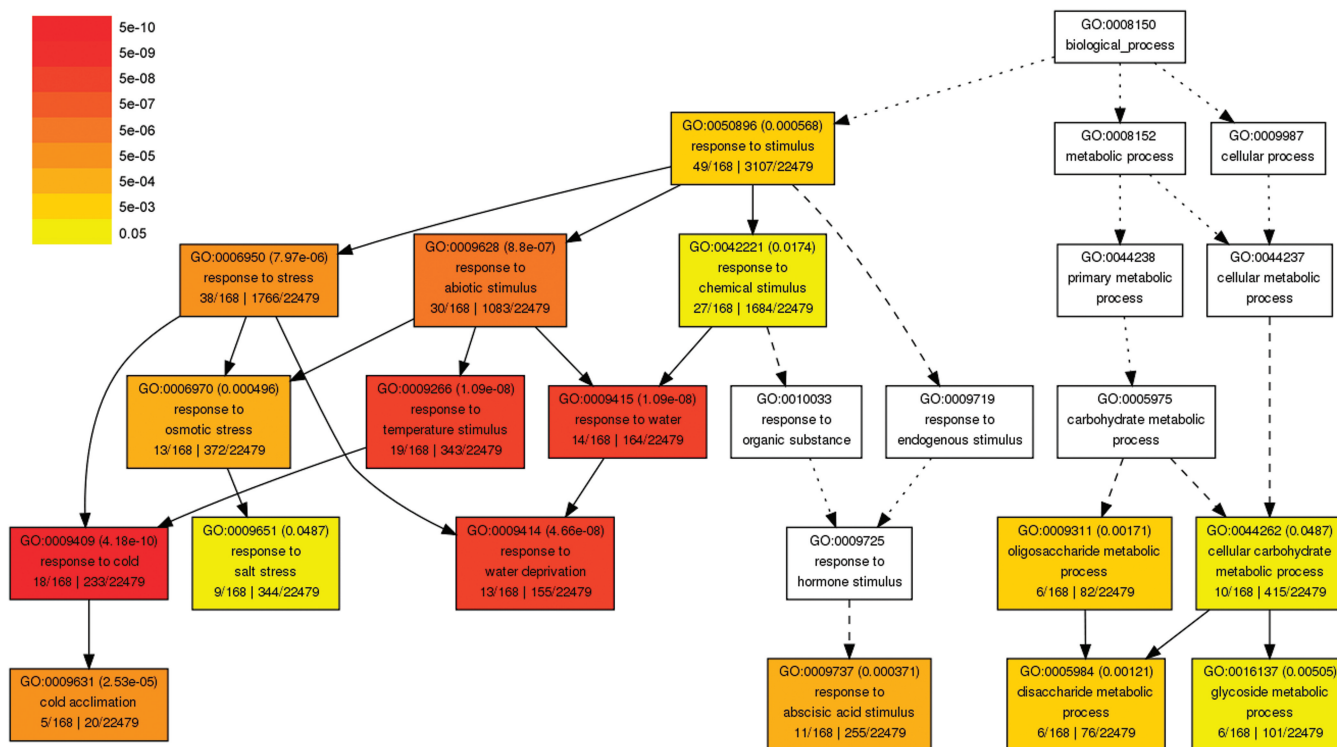 5e-10
5e-09
5e-08
5e-07
5e-06
5e-05
5e-04
5e-03
0.05
GO:0008150
biological_process
GO:0050896 (0.000568)
response to stimulus
49/168 | 3107/22479
GO:0008152
metabolic process
GO:0009987
cellular process
GO:0006950 (7.97e-06)
response to stress
38/168 | 1766/22479
GO:0009628 (8.8e-07)
response to
abiotic stimulus
30/168 | 1083/22479
GO:0042221 (0.0174)
response to
chemical stimulus
27/168 | 1684/22479
GO:0044238
primary metabolic
process
GO:0044237
cellular metabolic
process
GO:0006970 (0.000496)
response to
osmotic stress
13/168 | 372/22479
GO:0009266 (1.09e-08)
response to
temperature stimulus
19/168 | 343/22479
GO:0009415 (1.09e-08)
response to water
14/168 | 164/22479
GO:0010033
response to
organic substance
GO:0009719
response to
endogenous stimulus
GO:0005975
carbohydrate metabolic
process
GO:0009409 (4.18e-10)
response to cold
18/168 | 233/22479
GO:0009651 (0.0487)
response to
salt stress
9/168 | 344/22479
GO:0009414 (4.66e-08)
response to
water deprivation
13/168 | 155/22479
GO:0009725
response to
hormone stimulus
GO:0009311 (0.00171)
oligosaccharide metabolic
process
6/168 | 82/22479
GO:0044262 (0.0487)
cellular carbohydrate
metabolic process
10/168 | 415/22479
GO:0009631 (2.53e-05)
cold acclimation
5/168 | 20/22479
GO:0009737 (0.000371)
response to
abscisic acid stimulus
11/168 | 255/22479
GO:0005984 (0.00121)
disaccharide metabolic
process
6/168 | 76/22479
GO:0016137 (0.00505)
glycoside metabolic
process
6/168 | 101/22479